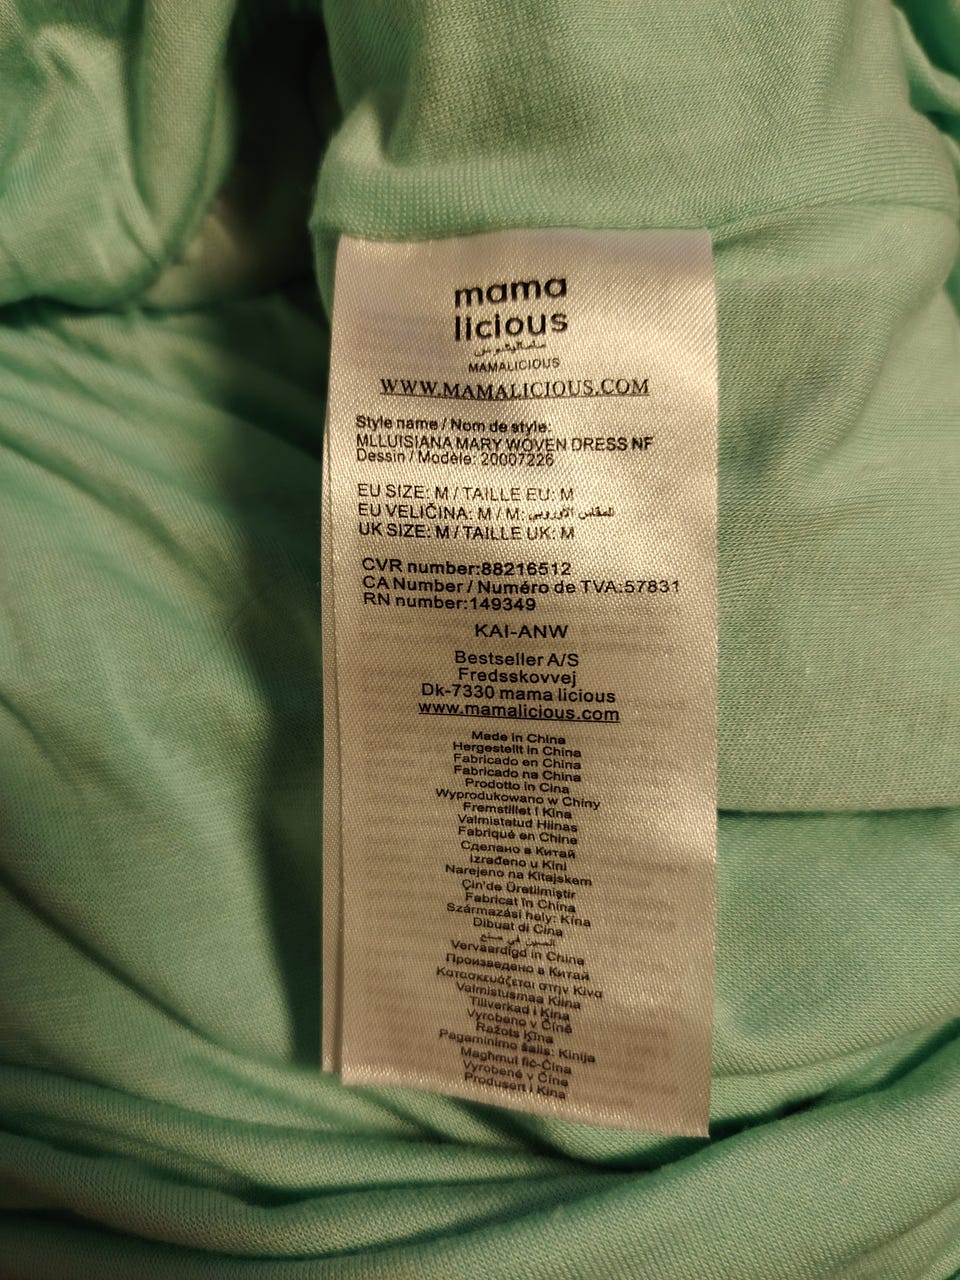 mama
licious
MAMALICIOUS
WWW.MAMALICIOUS.COM
Style name / Nom de style:
MLLUISIANA MARY WOVEN DRESS NF
Dessin / Modèle: 20007226
EU SIZE: M / TAILLE EU: M
EU VELIČINA: M / M: المقاس الأوروبي
UK SIZE: M / TAILLE UK: M
CVR number:88216512
CA Number / Numéro de TVA:57831
RN number:149349
KAI-ANW
Bestseller A/S
Fredsskovvej
Dk-7330 mama licious
www.mamalicious.com
Made in China
Hergestellt in China
Fabricado en China
Fabricado na China
Prodotto in Cina
Wyprodukowano w Chiny
Fremstillet i Kina
Valmistatud Hiinas
Fabriqué en Chine
Сделано в Китай
Izrađeno u Kini
Narejeno na Kitajskem
Çin'de Üretilmiştir
Fabricat în China
Származási hely: Kína
Dibuat di Cina
الصين في صنع
Vervaardigd in China
Произведено в Китай
Κατασκευάζεται στην Κίνα
Valmistusmaa Kiina
Tillverkad i Kina
Vyrobeno v Číně
Ražots Ķīna
Pagaminimo šalis: Kinija
Magħmul fiċ-Ċina
Vyrobené v Číne
Produsert i Kina